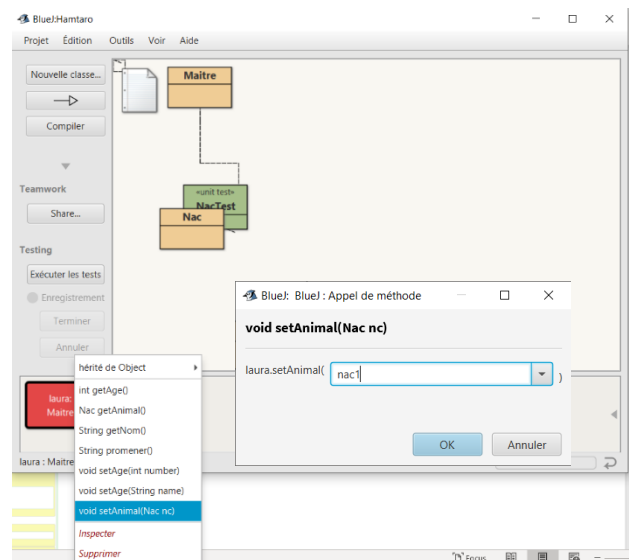 BlueJ:Hamtaro
Projet Édition Outils Voir Aide
Nouvelle classe...
Compiler
Teamwork
Share...
Testing
Exécuter les tests
Enregistrement
Terminer
Annuler
Maitre
«unit test»
NacTest
Nac
BlueJ: BlueJ : Appel de méthode
void setAnimal(Nac nc)
laura.setAnimal( nac1 )
OK Annuler
laura:
Maitre
laura : Maitre
hérité de Object
int getAge()
Nac getAnimal()
String getNom()
String promener()
void setAge(int number)
void setAge(String name)
void setAnimal(Nac nc)
Inspecter
Supprimer
Focus